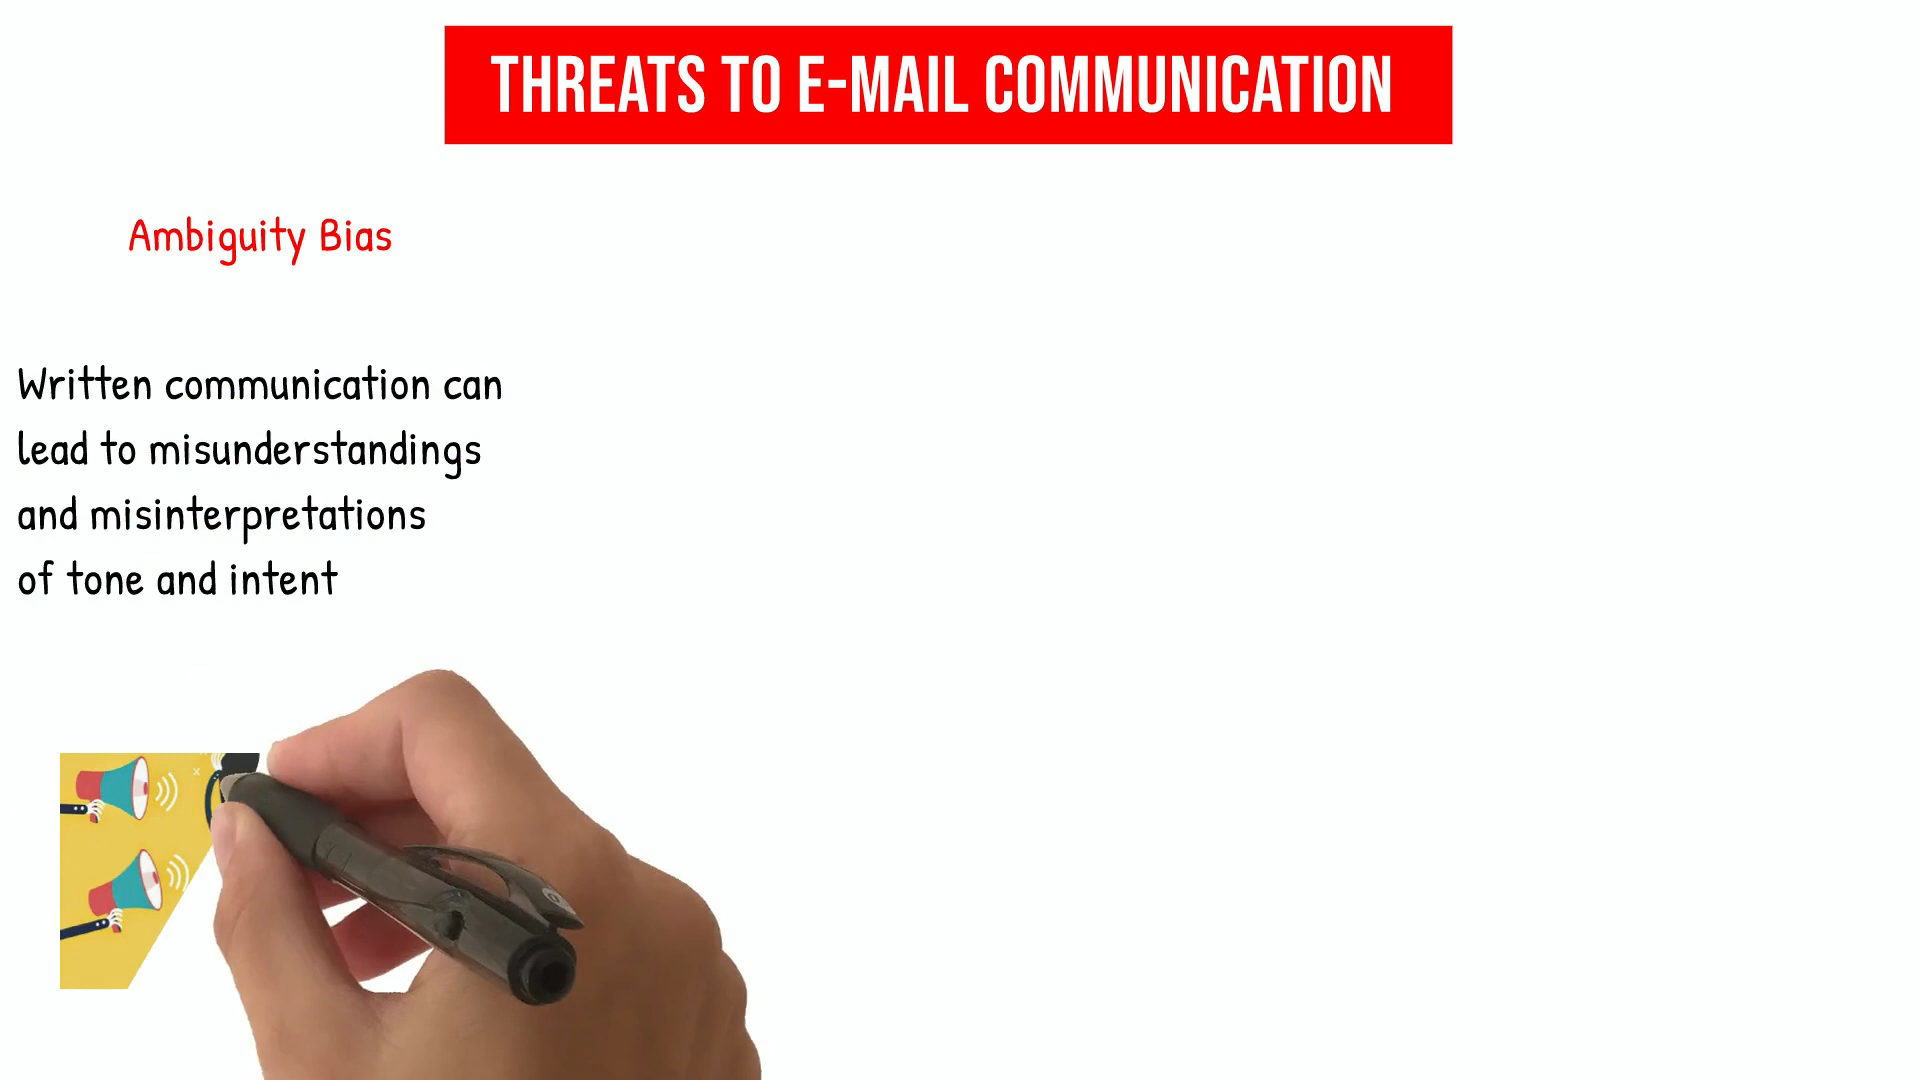 THREATS TO E-MAIL COMMUNICATION
Ambiguity Bias
Written communication can
lead to misunderstandings
and misinterpretations
of tone and intent